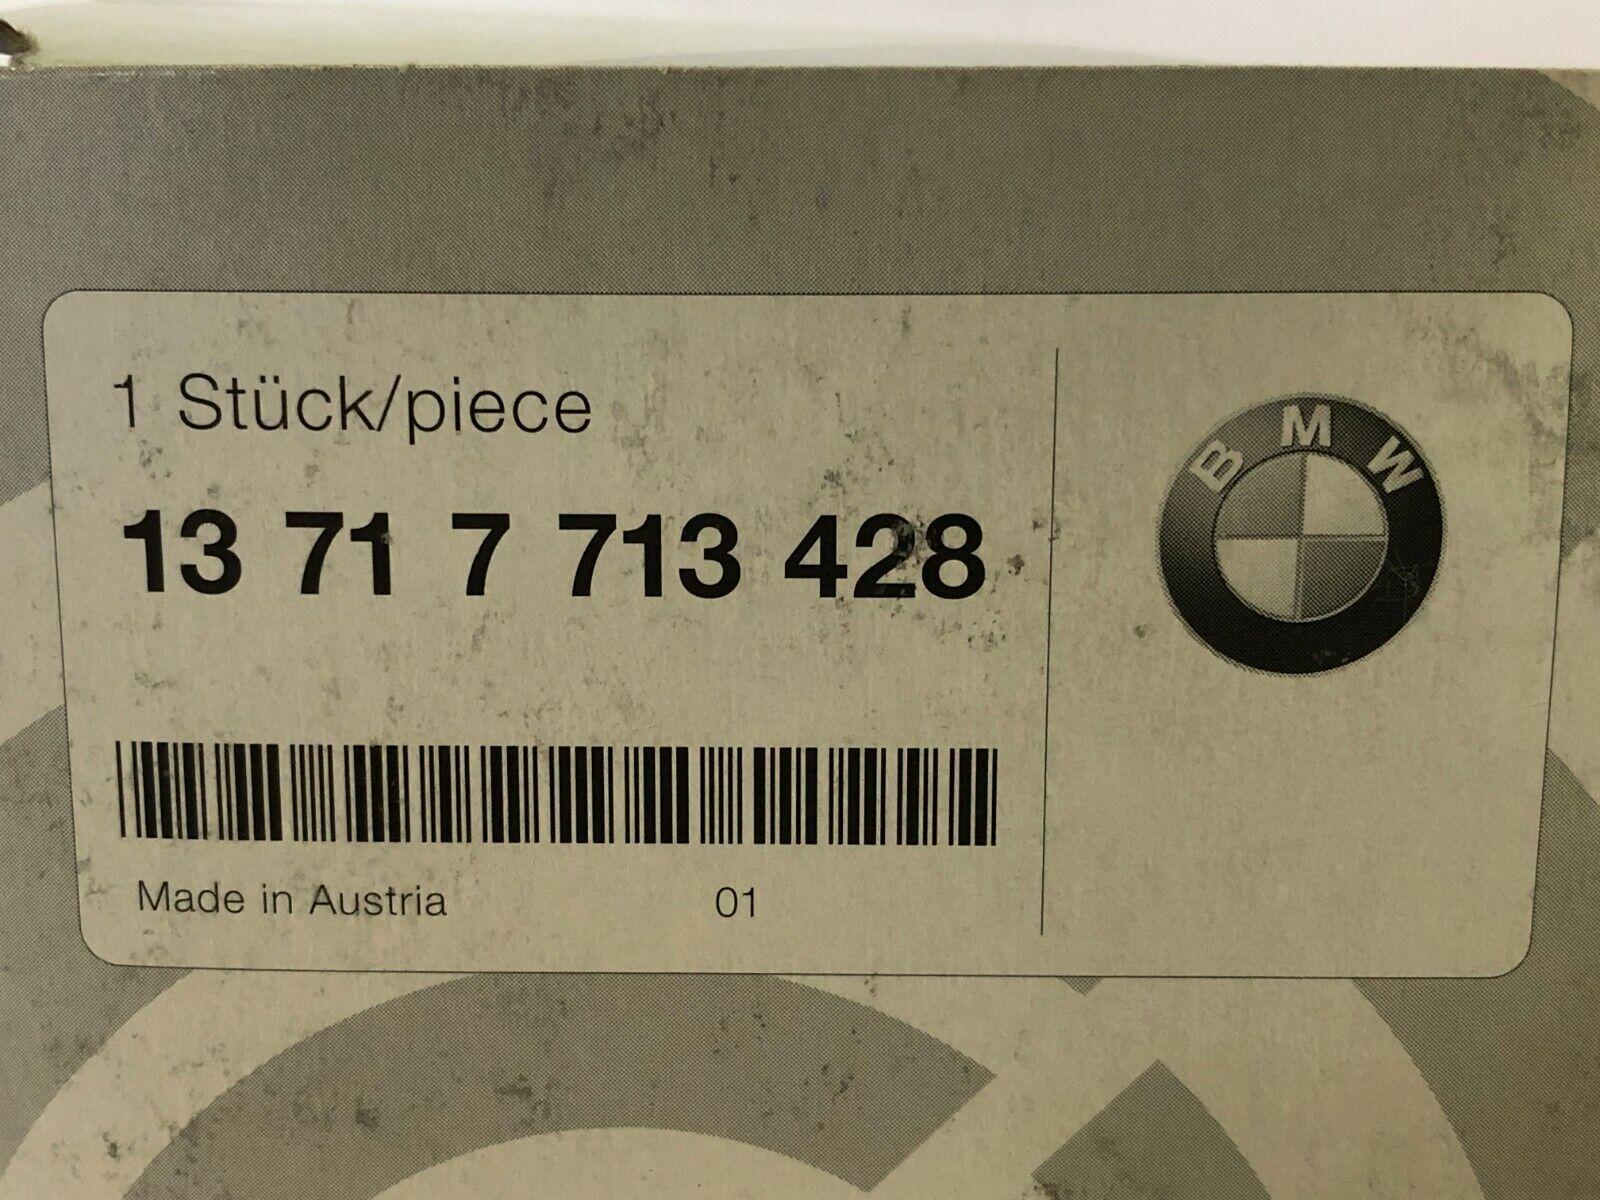 1 Stück/piece
13 71 7 713 428
BMW
Made in Austria 01